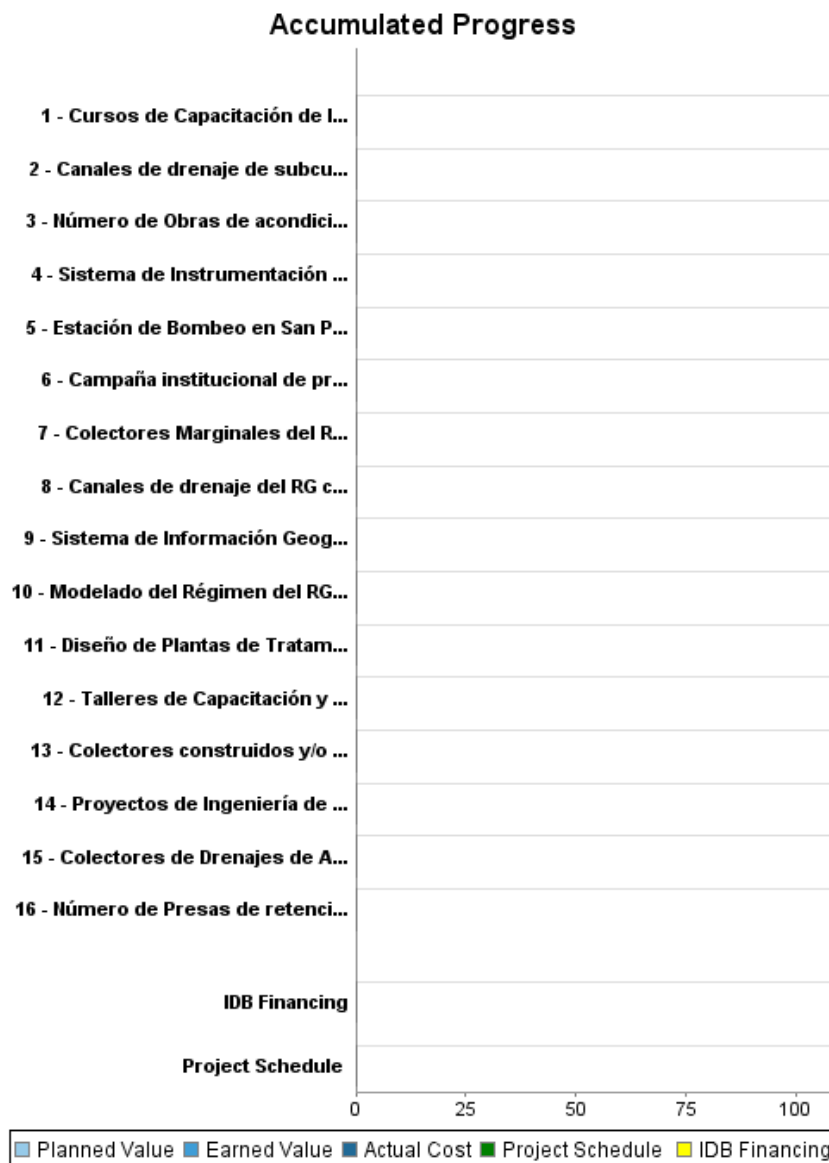 Accumulated Progress
1 - Cursos de Capacitación de I...
2 - Canales de drenaje de subcu...
3 - Número de Obras de acondici...
4 - Sistema de Instrumentación ...
5 - Estación de Bombeo en San P...
6 - Campaña institucional de pr...
7 - Colectores Marginales del R...
8 - Canales de drenaje del RG c...
9 - Sistema de Información Geog...
10 - Modelado del Régimen del RG...
11 - Diseño de Plantas de Tratam...
12 - Talleres de Capacitación y ...
13 - Colectores construidos y/o ...
14 - Proyectos de Ingeniería de ...
15 - Colectores de Drenajes de A...
16 - Número de Presas de retenci...
IDB Financing
Project Schedule
0 25 50 75 100
Planned Value Earned Value Actual Cost Project Schedule IDB Financing